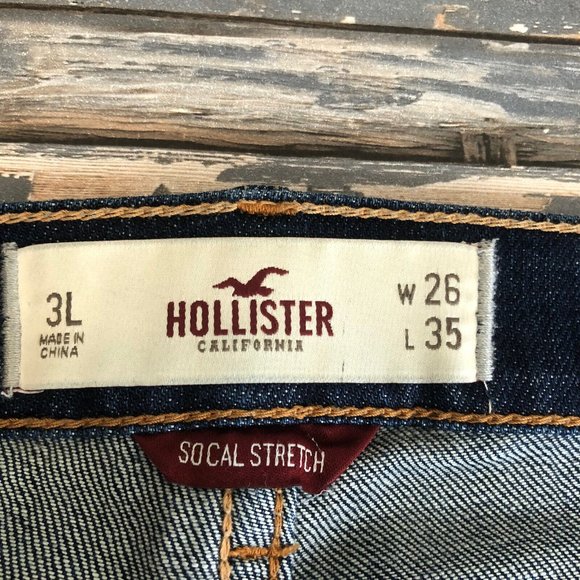 3L
MADE IN
CHINA
HOLLISTER
CALIFORNIA
W 26
L 35
SOCAL STRETCH